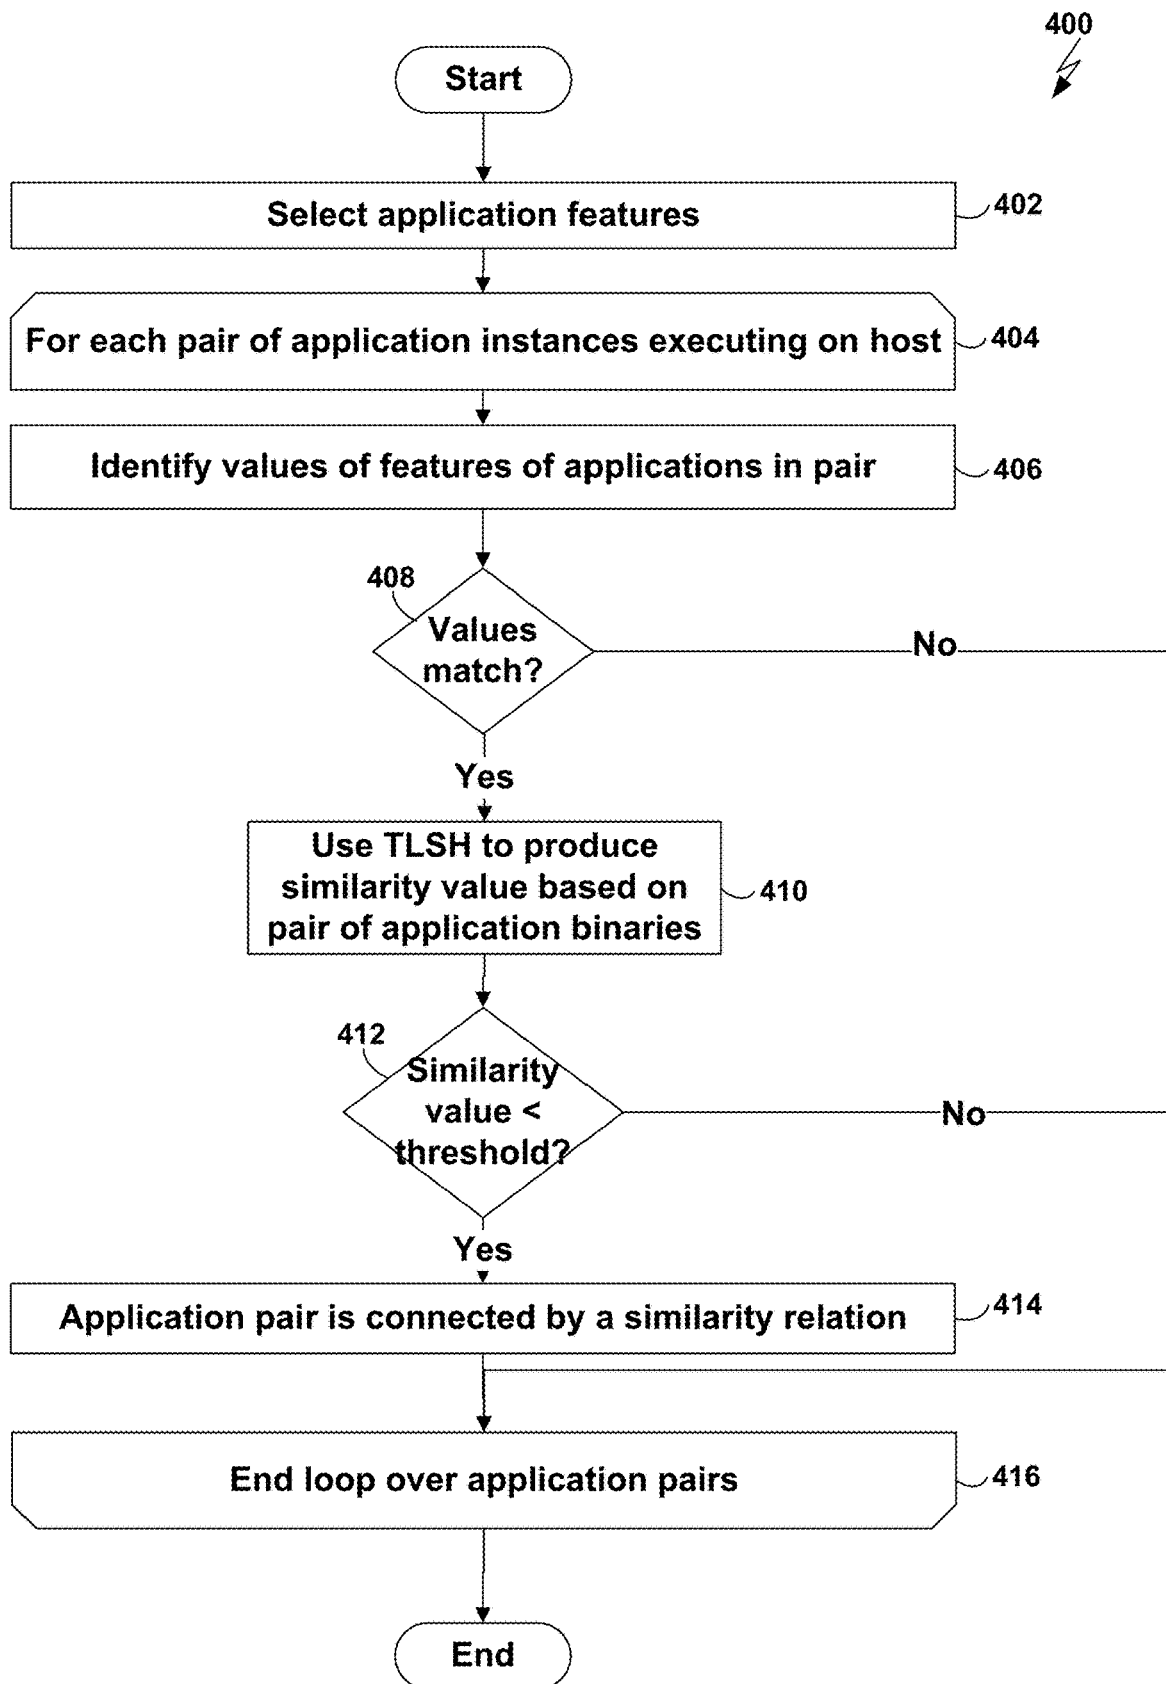 400
Start
Select application features
402
For each pair of application instances executing on host
404
Identify values of features of applications in pair
406
408
Values
match?
No
Yes
Use TLSH to produce
similarity value based on
pair of application binaries
410
412
Similarity
value <
threshold?
No
Yes
Application pair is connected by a similarity relation
414
End loop over application pairs
416
End